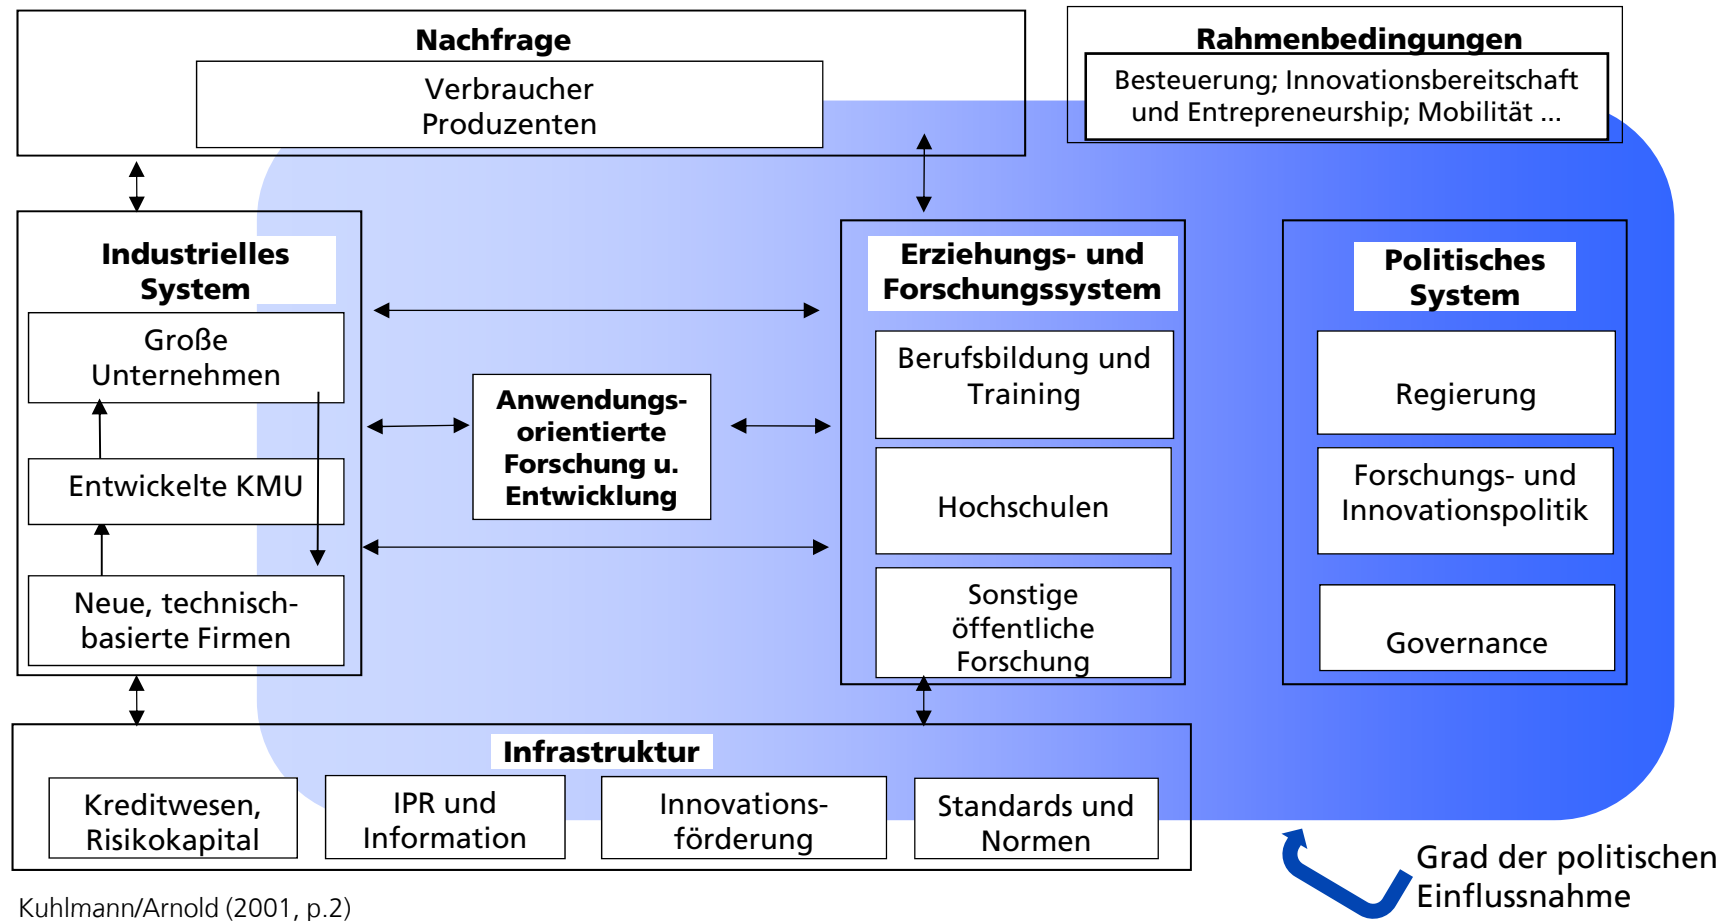 Nachfrage
Verbraucher
Produzenten
Rahmenbedingungen
Besteuerung; Innovationsbereitschaft
und Entrepreneurship; Mobilität ...
Industrielles
System
Große
Unternehmen
Entwickelte KMU
Neue, technisch-
basierte Firmen
Anwendungs-
orientierte
Forschung u.
Entwicklung
Erziehungs- und
Forschungssystem
Berufsbildung und
Training
Hochschulen
Sonstige
öffentliche
Forschung
Politisches
System
Regierung
Forschungs- und
Innovationspolitik
Governance
Infrastruktur
Kreditwesen,
Risikokapital
IPR und
Information
Innovations-
förderung
Standards und
Normen
Grad der politischen
Einflussnahme
Kuhlmann/Arnold (2001, p.2)